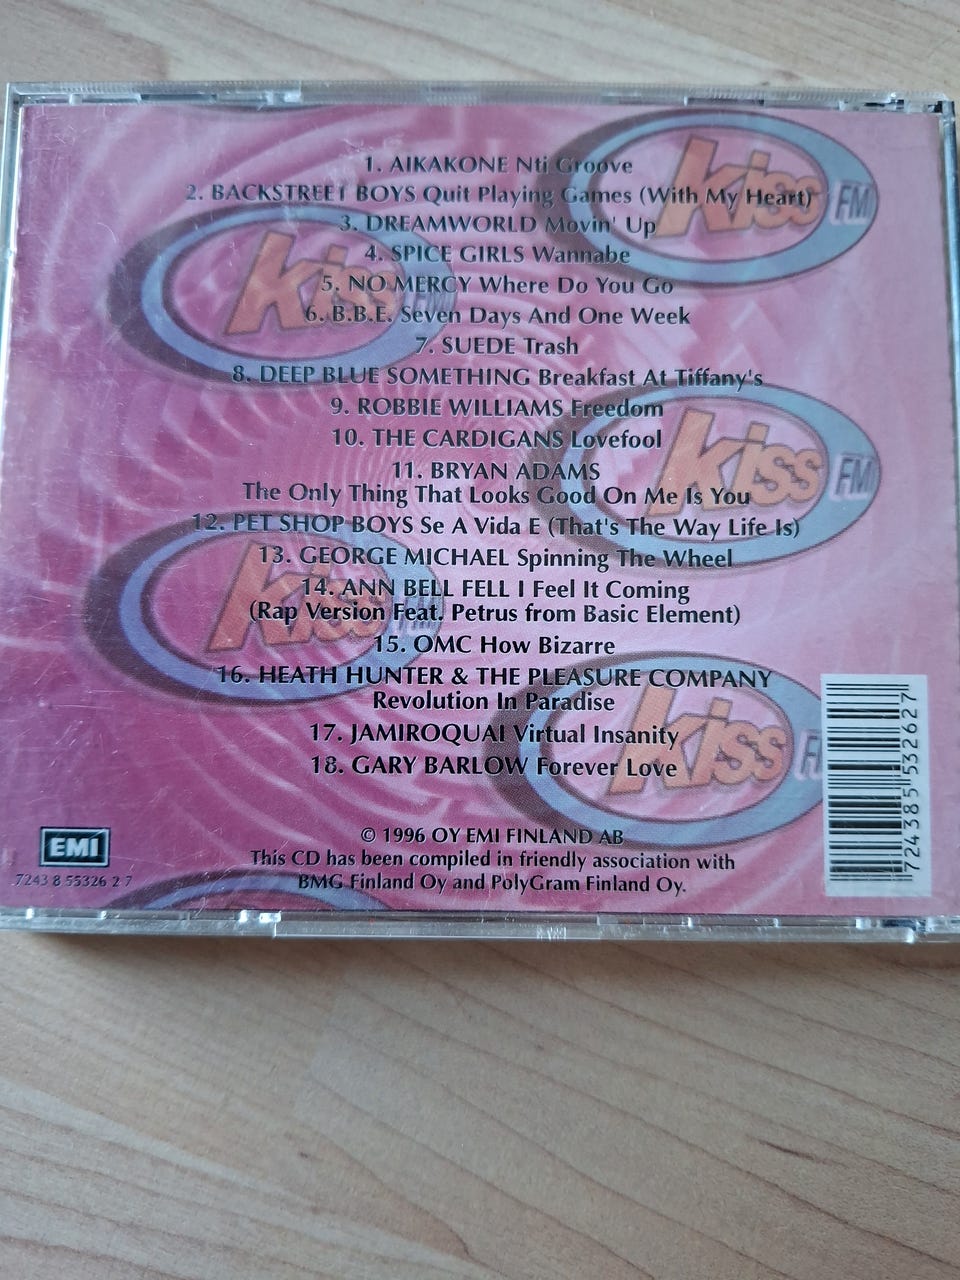 1. AIKAKONE Nti Groove
2. BACKSTREET BOYS Quit Playing Games (With My Heart)
3. DREAMWORLD Movin' Up
4. SPICE GIRLS Wannabe
5. NO MERCY Where Do You Go
6. B.B.E. Seven Days And One Week
7. SUEDE Trash
8. DEEP BLUE SOMETHING Breakfast At Tiffany's
9. ROBBIE WILLIAMS Freedom
10. THE CARDIGANS Lovefool
11. BRYAN ADAMS
The Only Thing That Looks Good On Me Is You
12. PET SHOP BOYS Se A Vida E (That's The Way Life Is)
13. GEORGE MICHAEL Spinning The Wheel
14. ANN BELL FELL I Feel It Coming
(Rap Version Feat. Petrus from Basic Element)
15. OMC How Bizarre
16. HEATH HUNTER & THE PLEASURE COMPANY
Revolution In Paradise
17. JAMIROQUAI Virtual Insanity
18. GARY BARLOW Forever Love
© 1996 OY EMI FINLAND AB
This CD has been compiled in friendly association with
BMG Finland Oy and PolyGram Finland Oy.
EMI
7243 8 55326 2 7
7 24385 53262 7
kiss FM
kiss FM
kiss FM
kiss FM
kiss FM